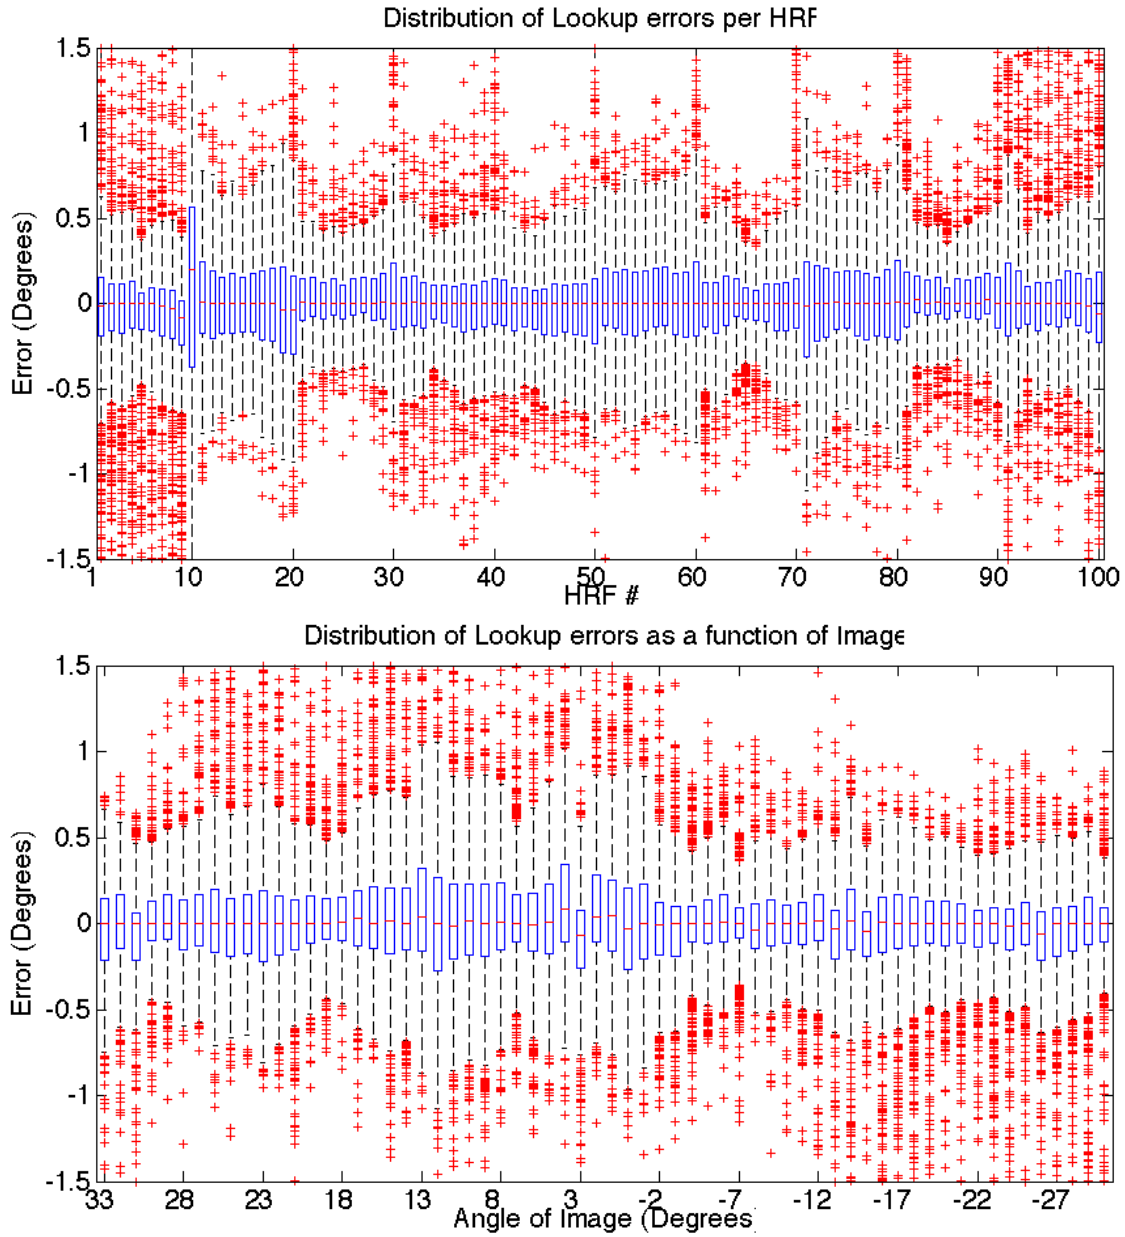 Distribution of Lookup errors per HRF
1.5
1
0.5
0
-0.5
-1
-1.5
Error (Degrees)
1 10 20 30 40 50 60 70 80 90 100
HRF #
Distribution of Lookup errors as a function of Image
1.5
1
0.5
0
-0.5
-1
-1.5
Error (Degrees)
33 28 23 18 13 8 3 -2 -7 -12 -17 -22 -27
Angle of Image (Degrees